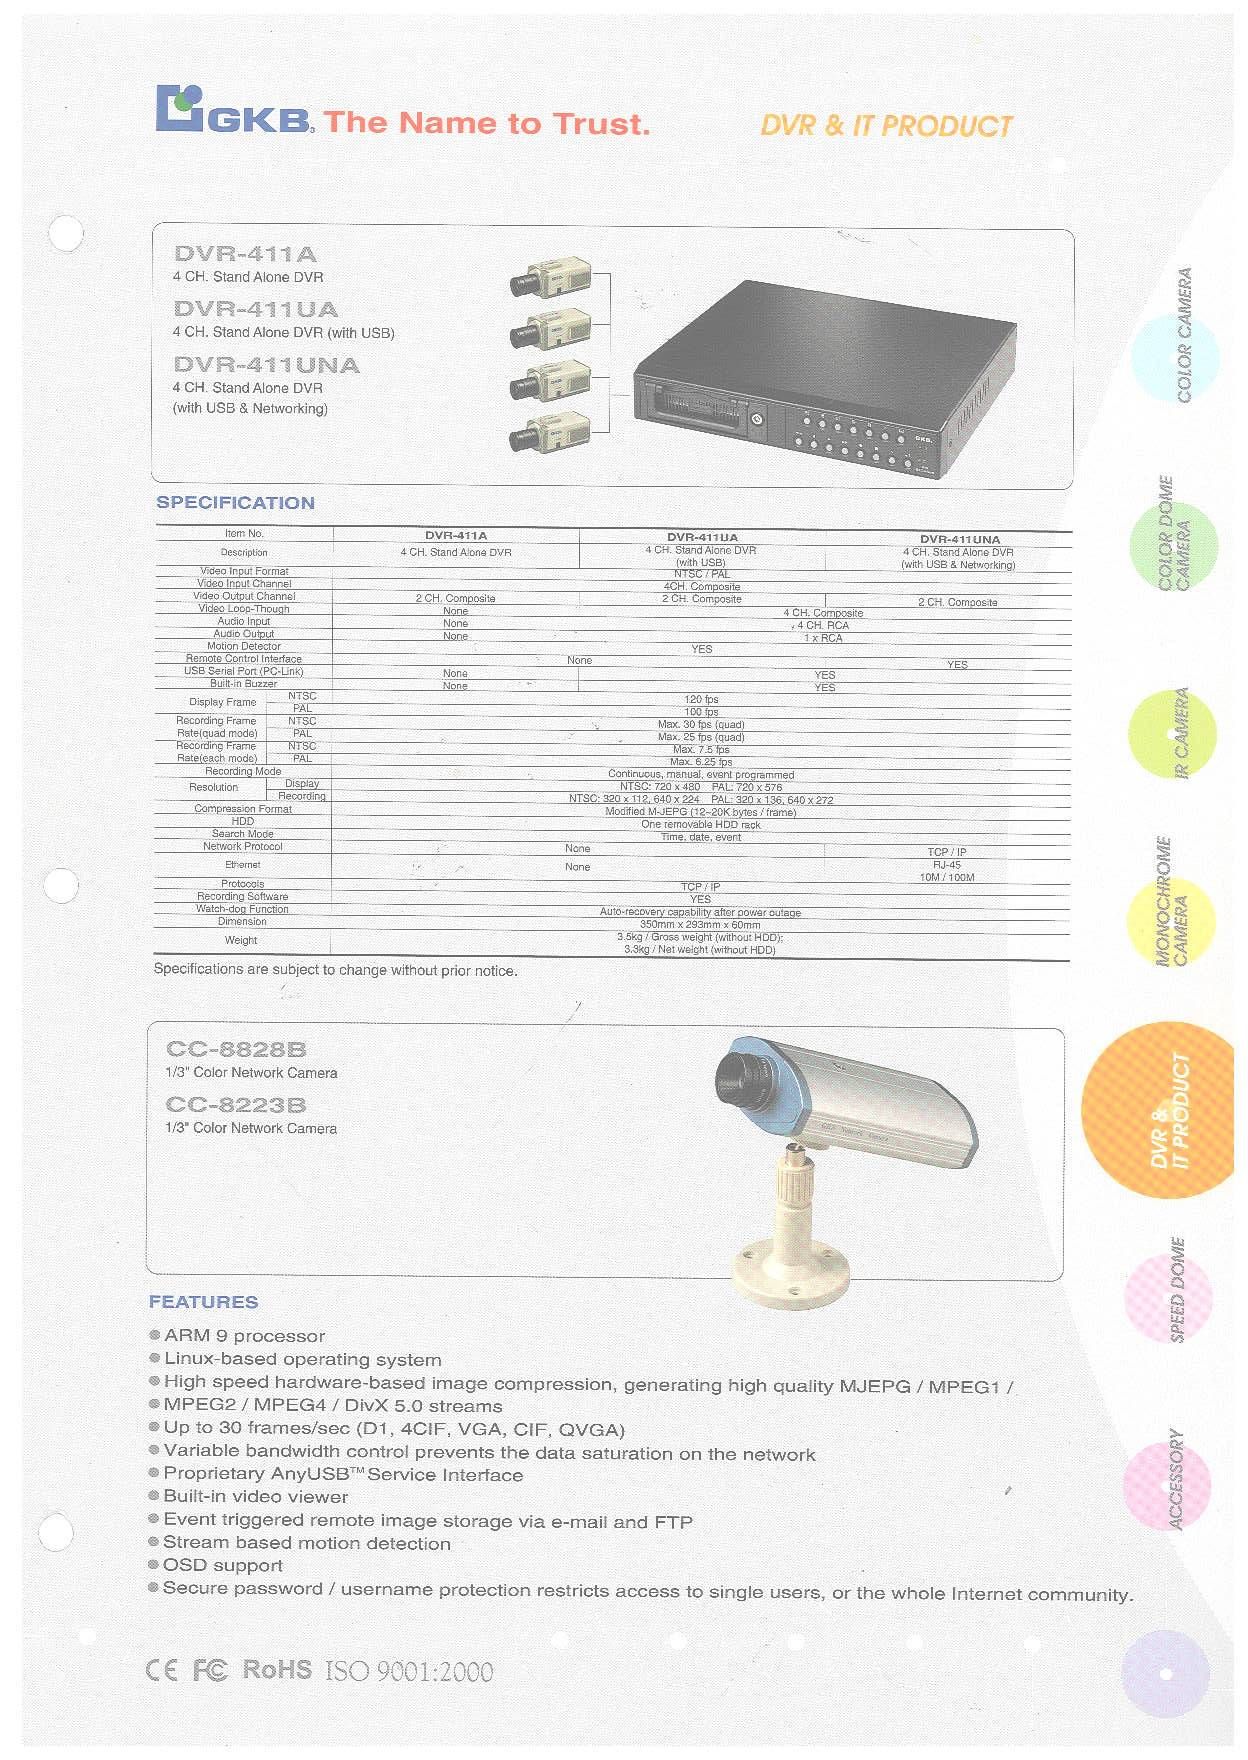 GKB® The Name to Trust. DVR & IT PRODUCT
DVR-411A
4 CH. Stand Alone DVR
DVR-411UA
4 CH. Stand Alone DVR (with USB)
DVR-411UNA
4 CH. Stand Alone DVR
(with USB & Networking)
GKB
SPECIFICATION
Item No. DVR-411A DVR-411UA DVR-411UNA
Description 4 CH. Stand Alone DVR 4 CH. Stand Alone DVR (with USB) 4 CH. Stand Alone DVR (with USB & Networking)
Video Input Format NTSC / PAL
Video Input Channel 4CH. Composite
Video Output Channel 2 CH. Composite 2 CH. Composite 2 CH. Composite
Video Loop-Though None 4 CH. Composite
Audio Input None 4 CH. RCA
Audio Output None 1 x RCA
Motion Detector YES
Remote Control Interface None YES
USB Serial Port (PC-Link) None YES
Built-in Buzzer None YES
Display Frame NTSC 120 fps
PAL 100 fps
Recording Frame NTSC Max. 30 fps (quad)
Rate(quad mode) PAL Max. 25 fps (quad)
Recording Frame NTSC Max. 7.5 fps
Rate(each mode) PAL Max. 6.25 fps
Recording Mode Continuous, manual, event programmed
Resolution Display NTSC: 720 x 480 PAL: 720 x 576
Recording NTSC: 320 x 112, 640 x 224 PAL: 320 x 136, 640 x 272
Compression Format Modified M-JEPG (12~20K bytes / frame)
HDD One removable HDD rack
Search Mode Time, date, event
Network Protocol None TCP / IP
Ethernet None RJ-45
10M / 100M
Protocols TCP / IP
Recording Software YES
Watch-dog Function Auto-recovery capability after power outage
Dimension 350mm x 293mm x 60mm
Weight 3.5kg / Gross weight (without HDD);
3.3kg / Net weight (without HDD)
Specifications are subject to change without prior notice.
CC-8828B
1/3" Color Network Camera
CC-8223B
1/3" Color Network Camera
FEATURES
ARM 9 processor
Linux-based operating system
High speed hardware-based image compression, generating high quality MJEPG / MPEG1 /
MPEG2 / MPEG4 / DivX 5.0 streams
Up to 30 frames/sec (D1, 4CIF, VGA, CIF, QVGA)
Variable bandwidth control prevents the data saturation on the network
Proprietary AnyUSB™ Service Interface
Built-in video viewer
Event triggered remote image storage via e-mail and FTP
Stream based motion detection
OSD support
Secure password / username protection restricts access to single users, or the whole Internet community.
CE FC RoHS ISO 9001:2000
COLOR CAMERA
COLOR DOME
CAMERA
IR CAMERA
MONOCHROME
CAMERA
DVR &
IT PRODUCT
SPEED DOME
ACCESSORY